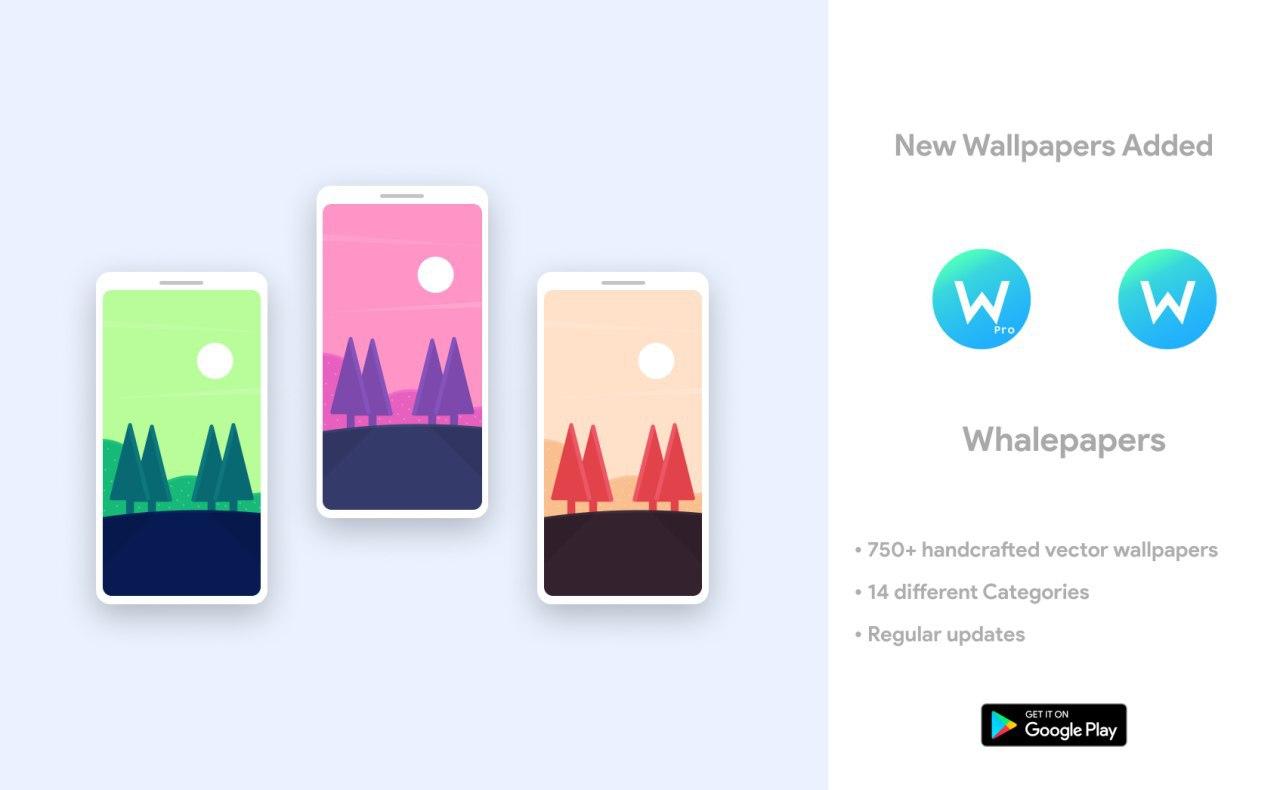 New Wallpapers Added
W Pro
W
Whalepapers
• 750+ handcrafted vector wallpapers
• 14 different Categories
• Regular updates
GET IT ON
Google Play